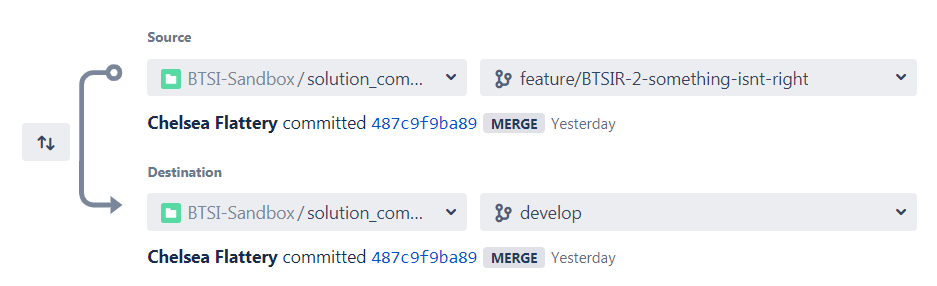 Source
BTSI-Sandbox/solution_com... feature/BTSIR-2-something-isnt-right
Chelsea Flattery committed 487c9f9ba89 MERGE Yesterday
Destination
BTSI-Sandbox/solution_com... develop
Chelsea Flattery committed 487c9f9ba89 MERGE Yesterday